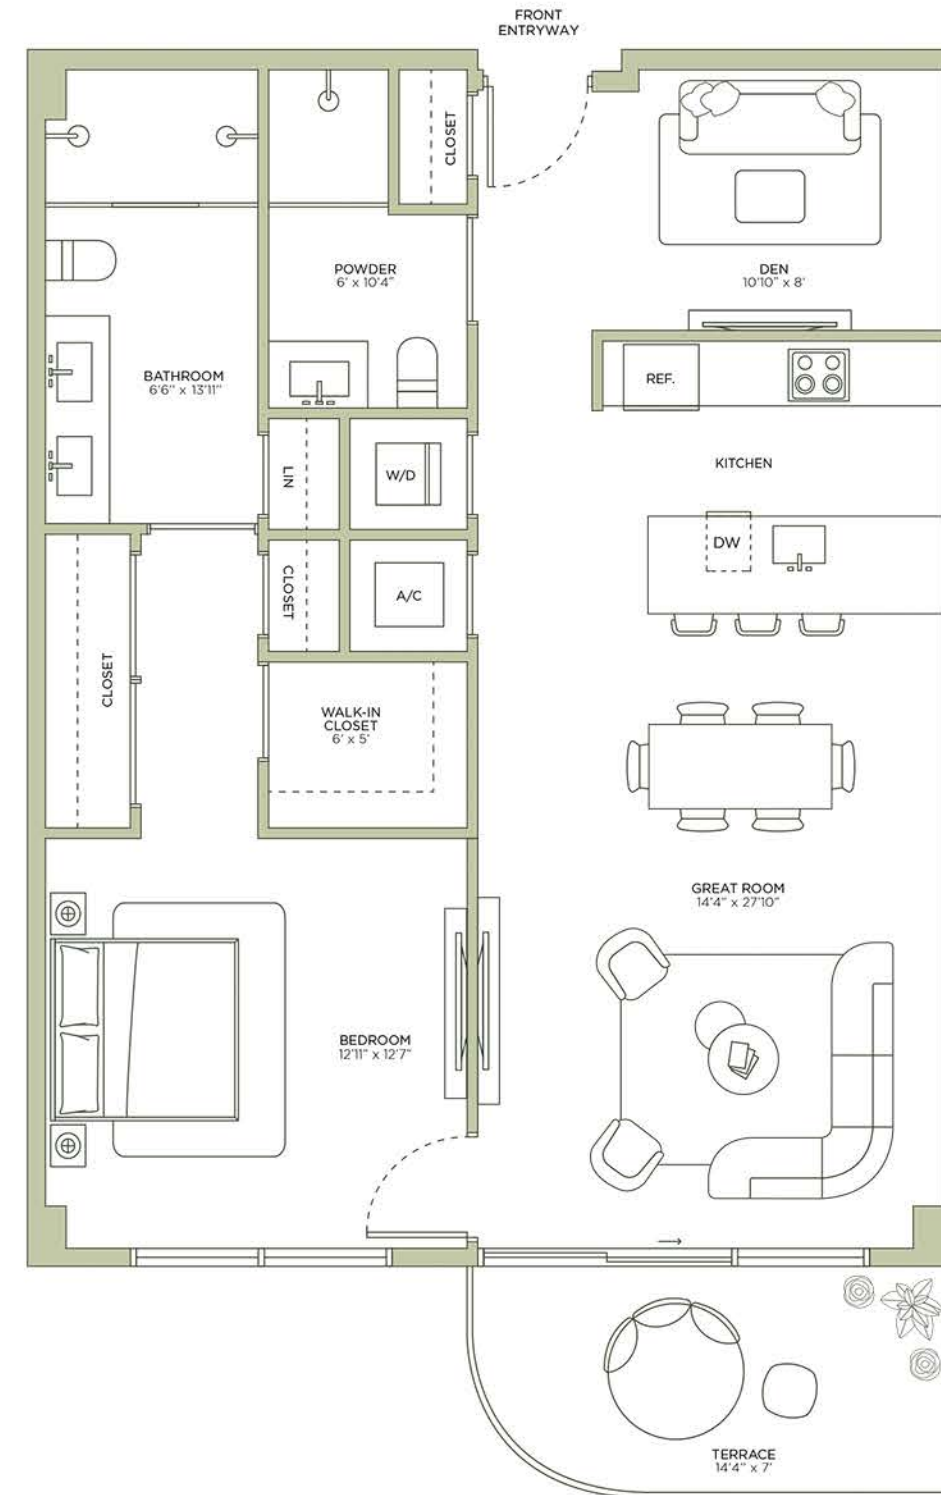 FRONT
ENTRYWAY
CLOSET
POWDER
6' x 10'4"
DEN
10'10" x 8'
BATHROOM
6'6" x 13'11"
REF.
KITCHEN
LIN
W/D
DW
CLOSET
A/C
CLOSET
WALK-IN
CLOSET
6' x 5'
GREAT ROOM
14'4" x 27'10"
BEDROOM
12'11" x 12'7"
TERRACE
14'4" x 7'